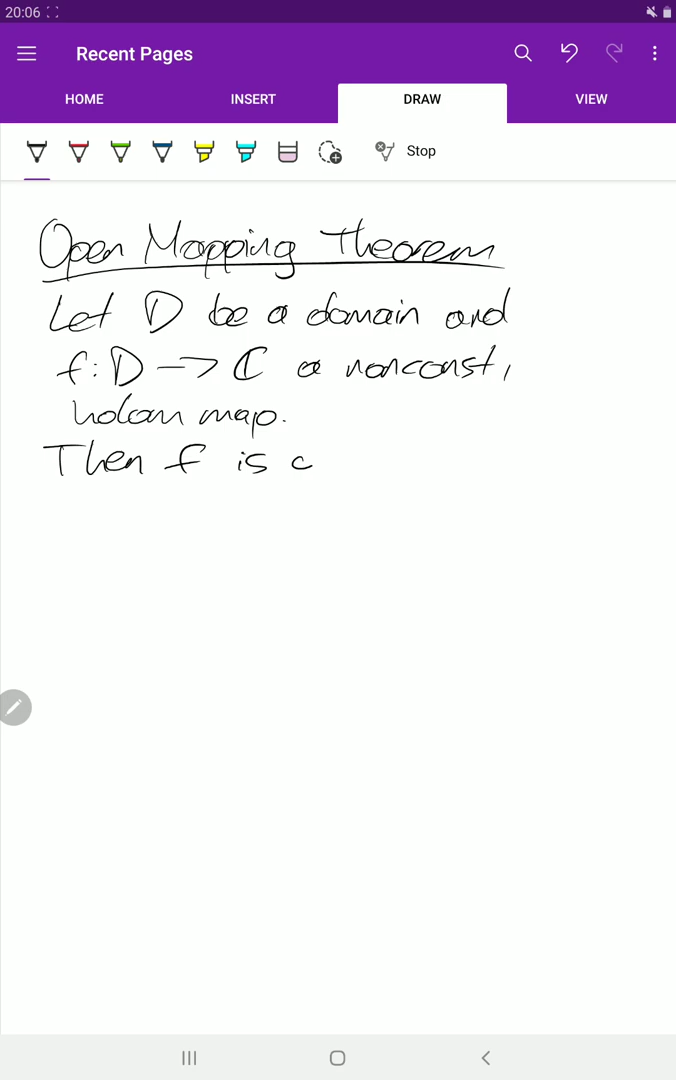 20:06
Recent Pages
HOME INSERT DRAW VIEW
Stop
Open Mapping Theorem
Let D be a domain and
f: D -> ℂ a nonconst,
holom map.
Then f is c